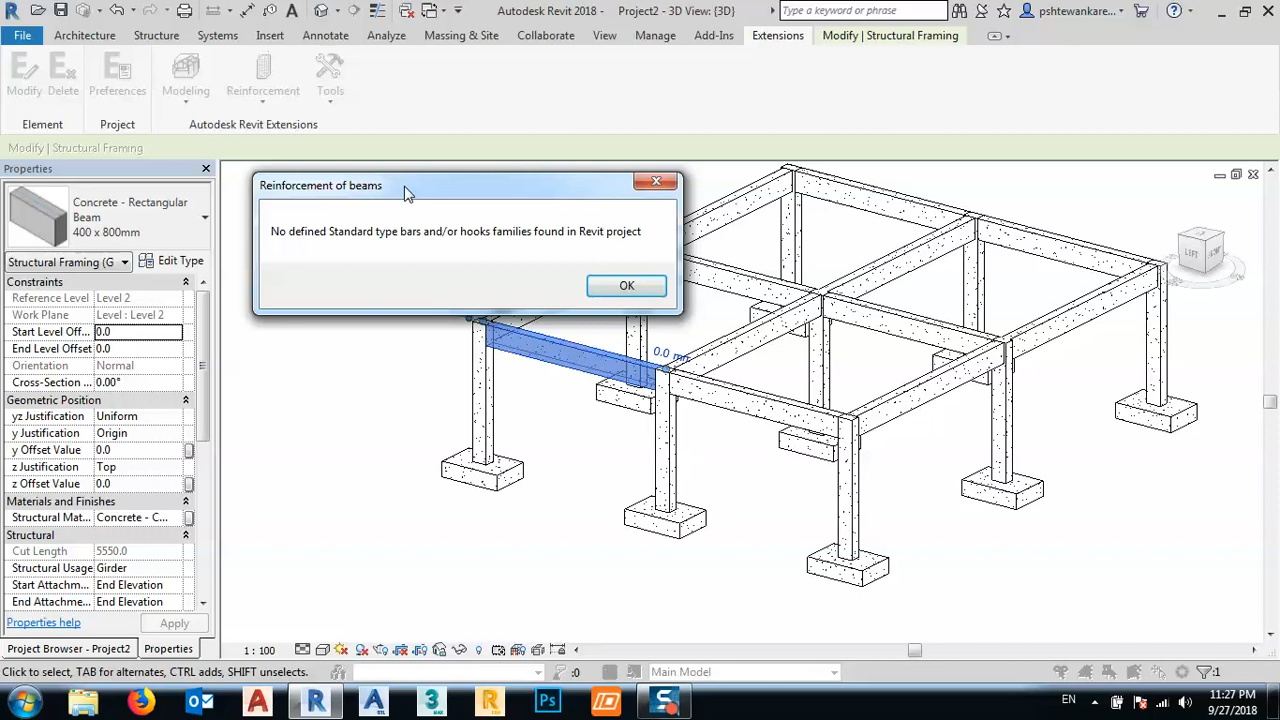 Autodesk Revit 2018 -    Project2 - 3D View: {3D}
Type a keyword or phrase
pshtewankare...
File
Architecture
Structure
Systems
Insert
Annotate
Analyze
Massing & Site
Collaborate
View
Manage
Add-Ins
Extensions
Modify | Structural Framing
Modify
Delete
Preferences
Modeling
Reinforcement
Tools
Element
Project
Autodesk Revit Extensions
Modify | Structural Framing
Properties
Concrete - Rectangular
Beam
400 x 800mm
Structural Framing (G
Edit Type
Constraints
Reference Level Level 2
Work Plane Level : Level 2
Start Level Off... 0.0
End Level Offset 0.0
Orientation Normal
Cross-Section ... 0.00°
Geometric Position
yz Justification Uniform
y Justification Origin
y Offset Value 0.0
z Justification Top
z Offset Value 0.0
Materials and Finishes
Structural Mat... Concrete - C...
Structural
Cut Length 5550.0
Structural Usage Girder
Start Attachm... End Elevation
End Attachme... End Elevation
Properties help
Apply
Project Browser - Project2
Properties
Reinforcement of beams
No defined Standard type bars and/or hooks families found in Revit project
OK
LEFT
0.0 mm
1 : 100
Click to select, TAB for alternates, CTRL adds, SHIFT unselects.
:0
Main Model
:1
EN
11:27 PM
9/27/2018